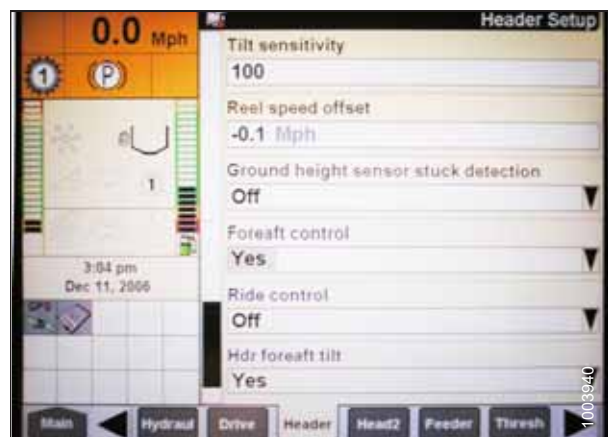 0.0 Mph
Header Setup
Tilt sensitivity
100
1
P
Reel speed offset
-0.1 Mph
Ground height sensor stuck detection
Off
1
Foreaft control
Yes
3:04 pm
Dec 11, 2006
Ride control
Off
Hdr foreaft tilt
Yes
Main
Hydraul
Drive
Header
Head2
Feeder
Thresh
1003940